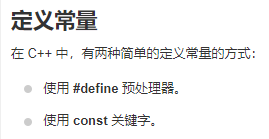 定义常量
在 C++ 中，有两种简单的定义常量的方式：
使用 #define 预处理器。
使用 const 关键字。